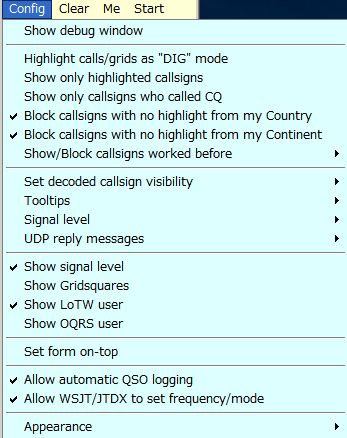 Config Clear Me Start
Show debug window
Highlight calls/grids as "DIG" mode
Show only highlighted callsigns
Show only callsigns who called CQ
Block callsigns with no highlight from my Country
Block callsigns with no highlight from my Continent
Show/Block callsigns worked before
Set decoded callsign visibility
Tooltips
Signal level
UDP reply messages
Show signal level
Show Gridsquares
Show LoTW user
Show OQRS user
Set form on-top
Allow automatic QSO logging
Allow WSJT/JTDX to set frequency/mode
Appearance